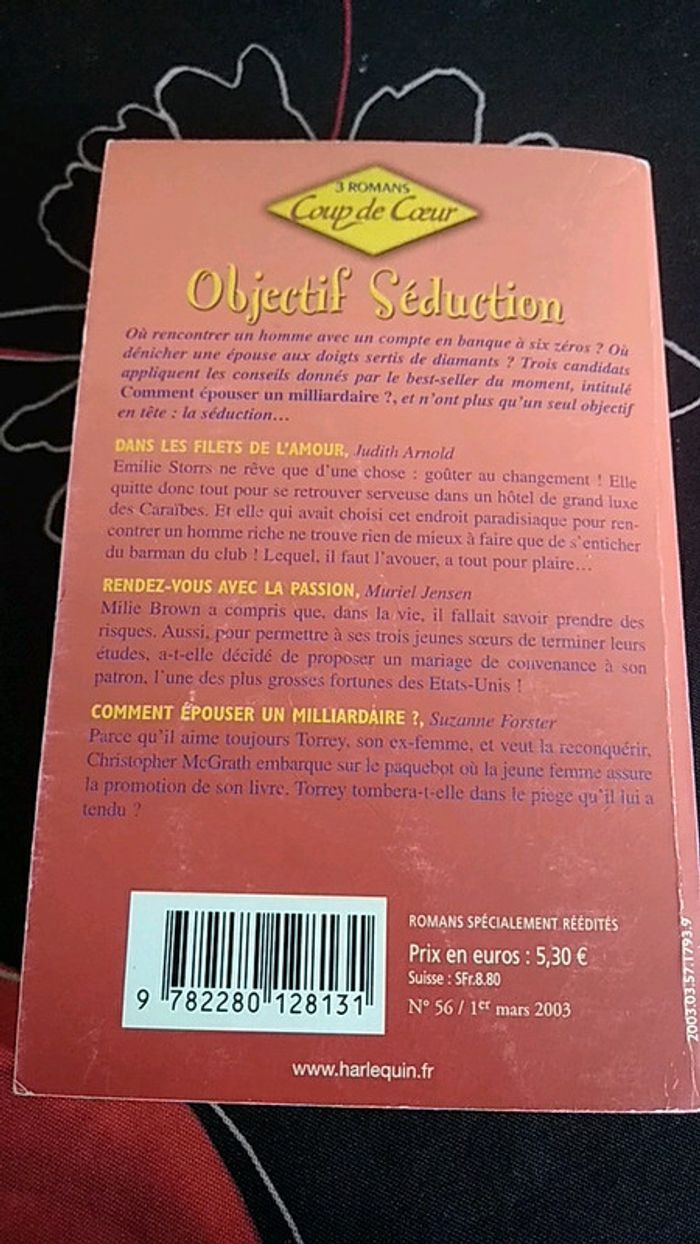 3 ROMANS
Coup de Cœur
Objectif Séduction
Où rencontrer un homme avec un compte en banque à six zéros ? Où
dénicher une épouse aux doigts sertis de diamants ? Trois candidats
appliquent les conseils donnés par le best-seller du moment, intitulé
Comment épouser un milliardaire ?, et n'ont plus qu'un seul objectif
en tête : la séduction...
DANS LES FILETS DE L'AMOUR, Judith Arnold
Emilie Storrs ne rêve que d'une chose : goûter au changement ! Elle
quitte donc tout pour se retrouver serveuse dans un hôtel de grand luxe
des Caraïbes. Et elle qui avait choisi cet endroit paradisiaque pour ren-
contrer un homme riche ne trouve rien de mieux à faire que de s'enticher
du barman du club ! Lequel, il faut l'avouer, a tout pour plaire...
RENDEZ-VOUS AVEC LA PASSION, Muriel Jensen
Milie Brown a compris que, dans la vie, il fallait savoir prendre des
risques. Aussi, pour permettre à ses trois jeunes sœurs de terminer leurs
études, a-t-elle décidé de proposer un mariage de convenance à son
patron, l'une des plus grosses fortunes des Etats-Unis !
COMMENT ÉPOUSER UN MILLIARDAIRE ?, Suzanne Forster
Parce qu'il aime toujours Torrey, son ex-femme, et veut la reconquérir,
Christopher McGrath embarque sur le paquebot où la jeune femme assure
la promotion de son livre. Torrey tombera-t-elle dans le piège qu'il lui a
tendu ?
9 782280 128131
ROMANS SPÉCIALEMENT RÉÉDITÉS
Prix en euros : 5,30 €
Suisse : SFr.8.80
N° 56 / 1er mars 2003
www.harlequin.fr
2003.03.57.1793.9